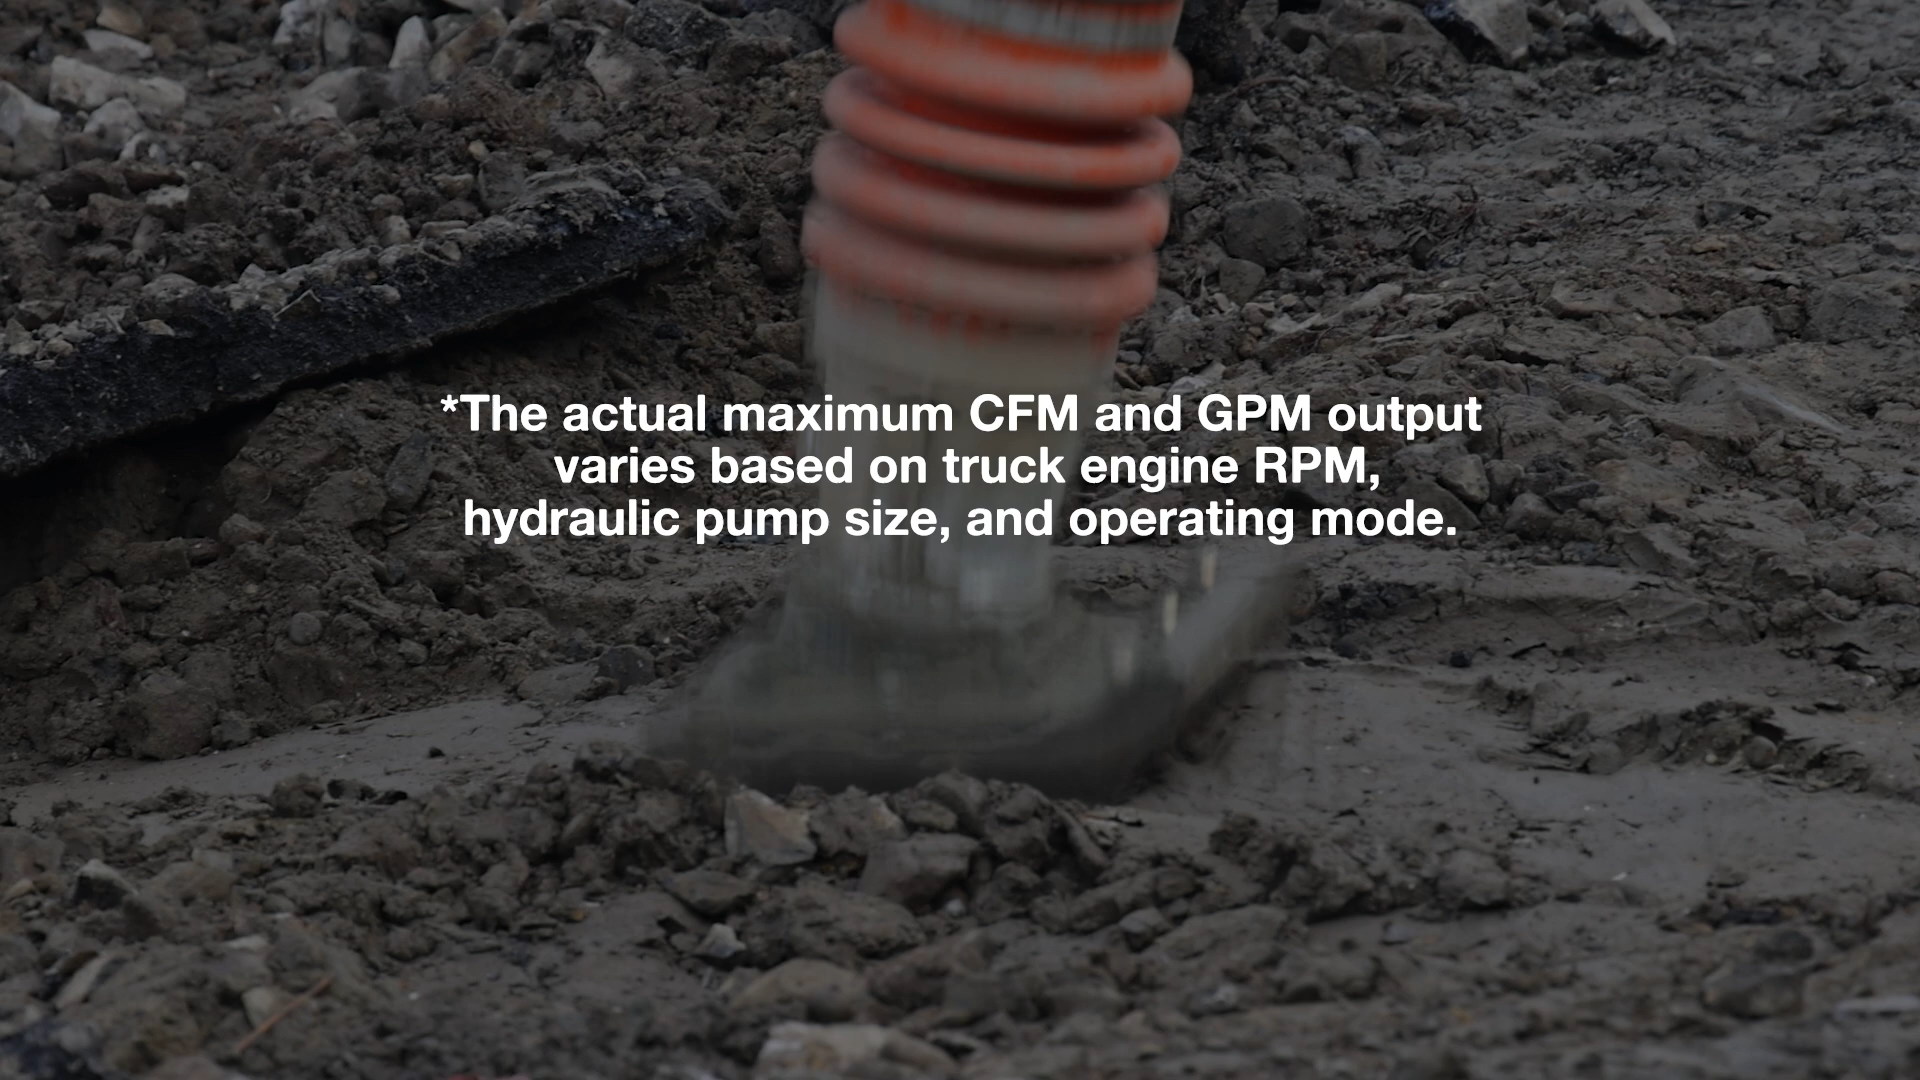 *The actual maximum CFM and GPM output
varies based on truck engine RPM,
hydraulic pump size, and operating mode.